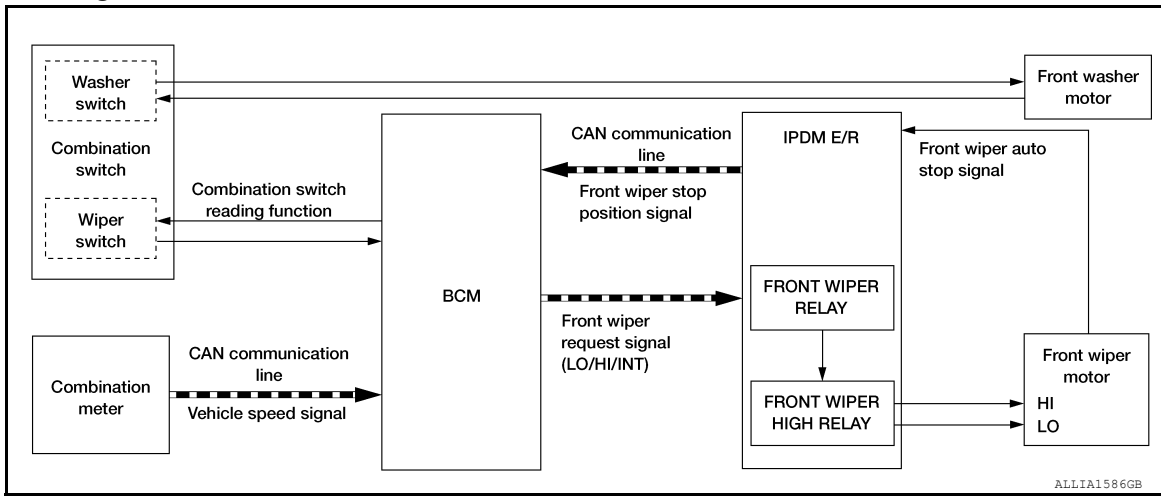 Washer
switch
Combination
switch
Wiper
switch
Combination switch
reading function
Combination
meter
CAN communication
line
Vehicle speed signal
BCM
CAN communication
line
Front wiper stop
position signal
Front wiper
request signal
(LO/HI/INT)
IPDM E/R
FRONT WIPER
RELAY
FRONT WIPER
HIGH RELAY
Front washer
motor
Front wiper auto
stop signal
Front wiper
motor
HI
LO
ALLIA1586GB